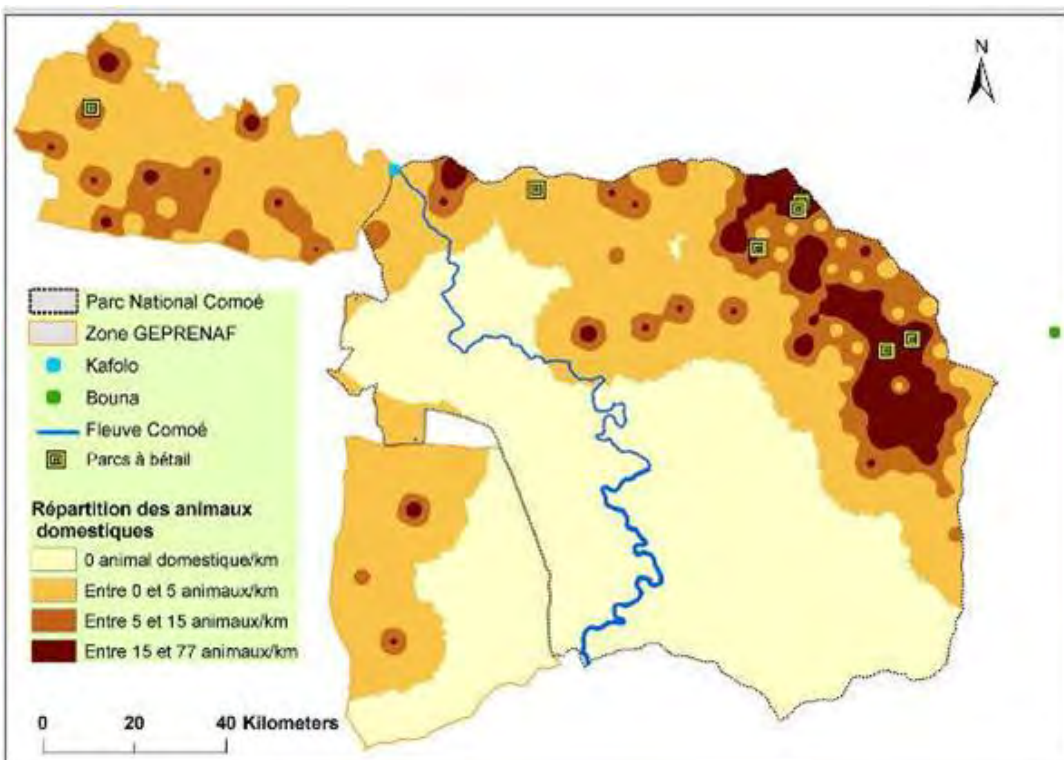 N
Parc National Comoé
Zone GEPRENAF
Kafolo
Bouna
Fleuve Comoé
Parcs à bétail
Répartition des animaux
domestiques
0 animal domestique/km
Entre 0 et 5 animaux/km
Entre 5 et 15 animaux/km
Entre 15 et 77 animaux/km
0 20 40 Kilometers